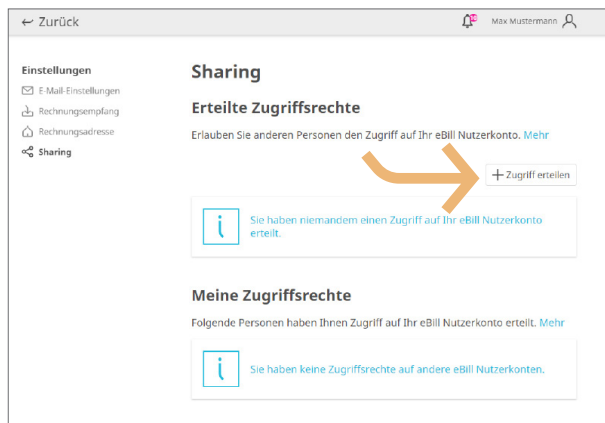 ← Zurück
Max Mustermann
Einstellungen
E-Mail-Einstellungen
Rechnungsempfang
Rechnungsadresse
Sharing
Sharing
Erteilte Zugriffsrechte
Erlauben Sie anderen Personen den Zugriff auf Ihr eBill Nutzerkonto. Mehr
+ Zugriff erteilen
Sie haben niemandem einen Zugriff auf Ihr eBill Nutzerkonto
erteilt.
Meine Zugriffsrechte
Folgende Personen haben Ihnen Zugriff auf Ihr eBill Nutzerkonto erteilt. Mehr
Sie haben keine Zugriffsrechte auf andere eBill Nutzerkonten.